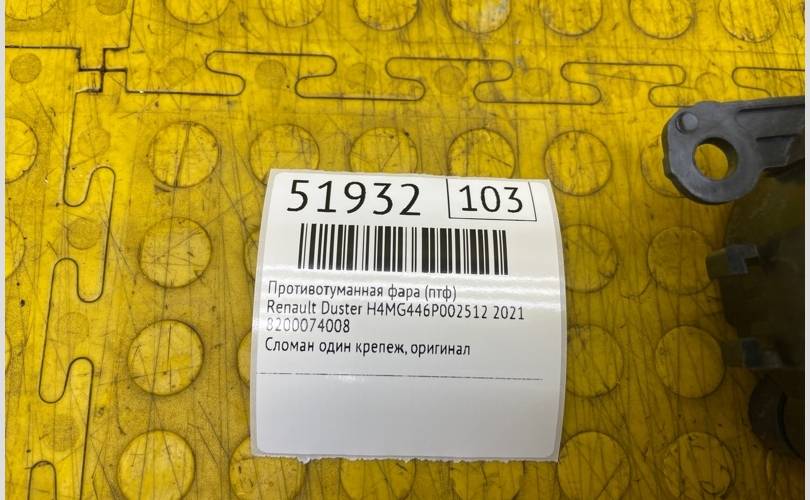 51932 103
Противотуманная фара (птф)
Renault Duster H4MG446P002512 2021
8200074008
Сломан один крепеж, оригинал